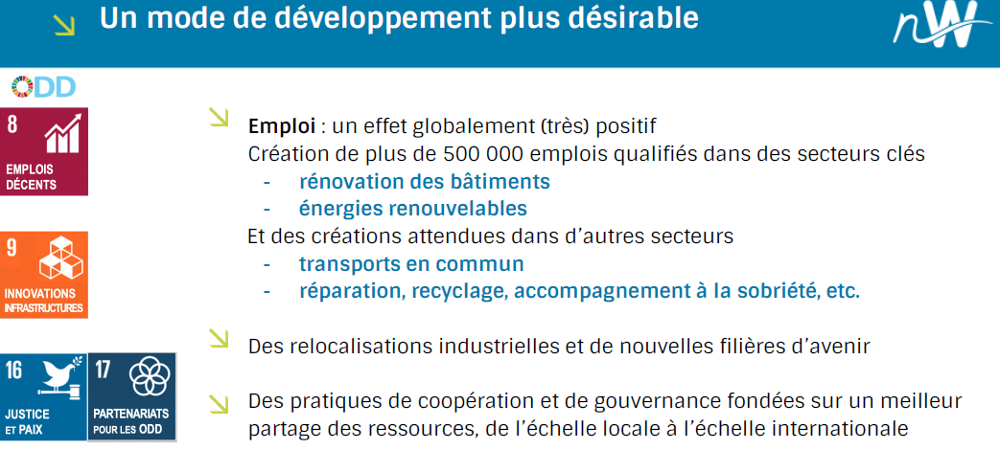 Un mode de développement plus désirable
nW
ODD
8
EMPLOIS
DÉCENTS
Emploi : un effet globalement (très) positif
Création de plus de 500 000 emplois qualifiés dans des secteurs clés
- rénovation des bâtiments
- énergies renouvelables
Et des créations attendues dans d’autres secteurs
- transports en commun
- réparation, recyclage, accompagnement à la sobriété, etc.
9
INNOVATIONS
INFRASTRUCTURES
Des relocalisations industrielles et de nouvelles filières d’avenir
16
JUSTICE
ET PAIX
17
PARTENARIATS
POUR LES ODD
Des pratiques de coopération et de gouvernance fondées sur un meilleur
partage des ressources, de l’échelle locale à l’échelle internationale